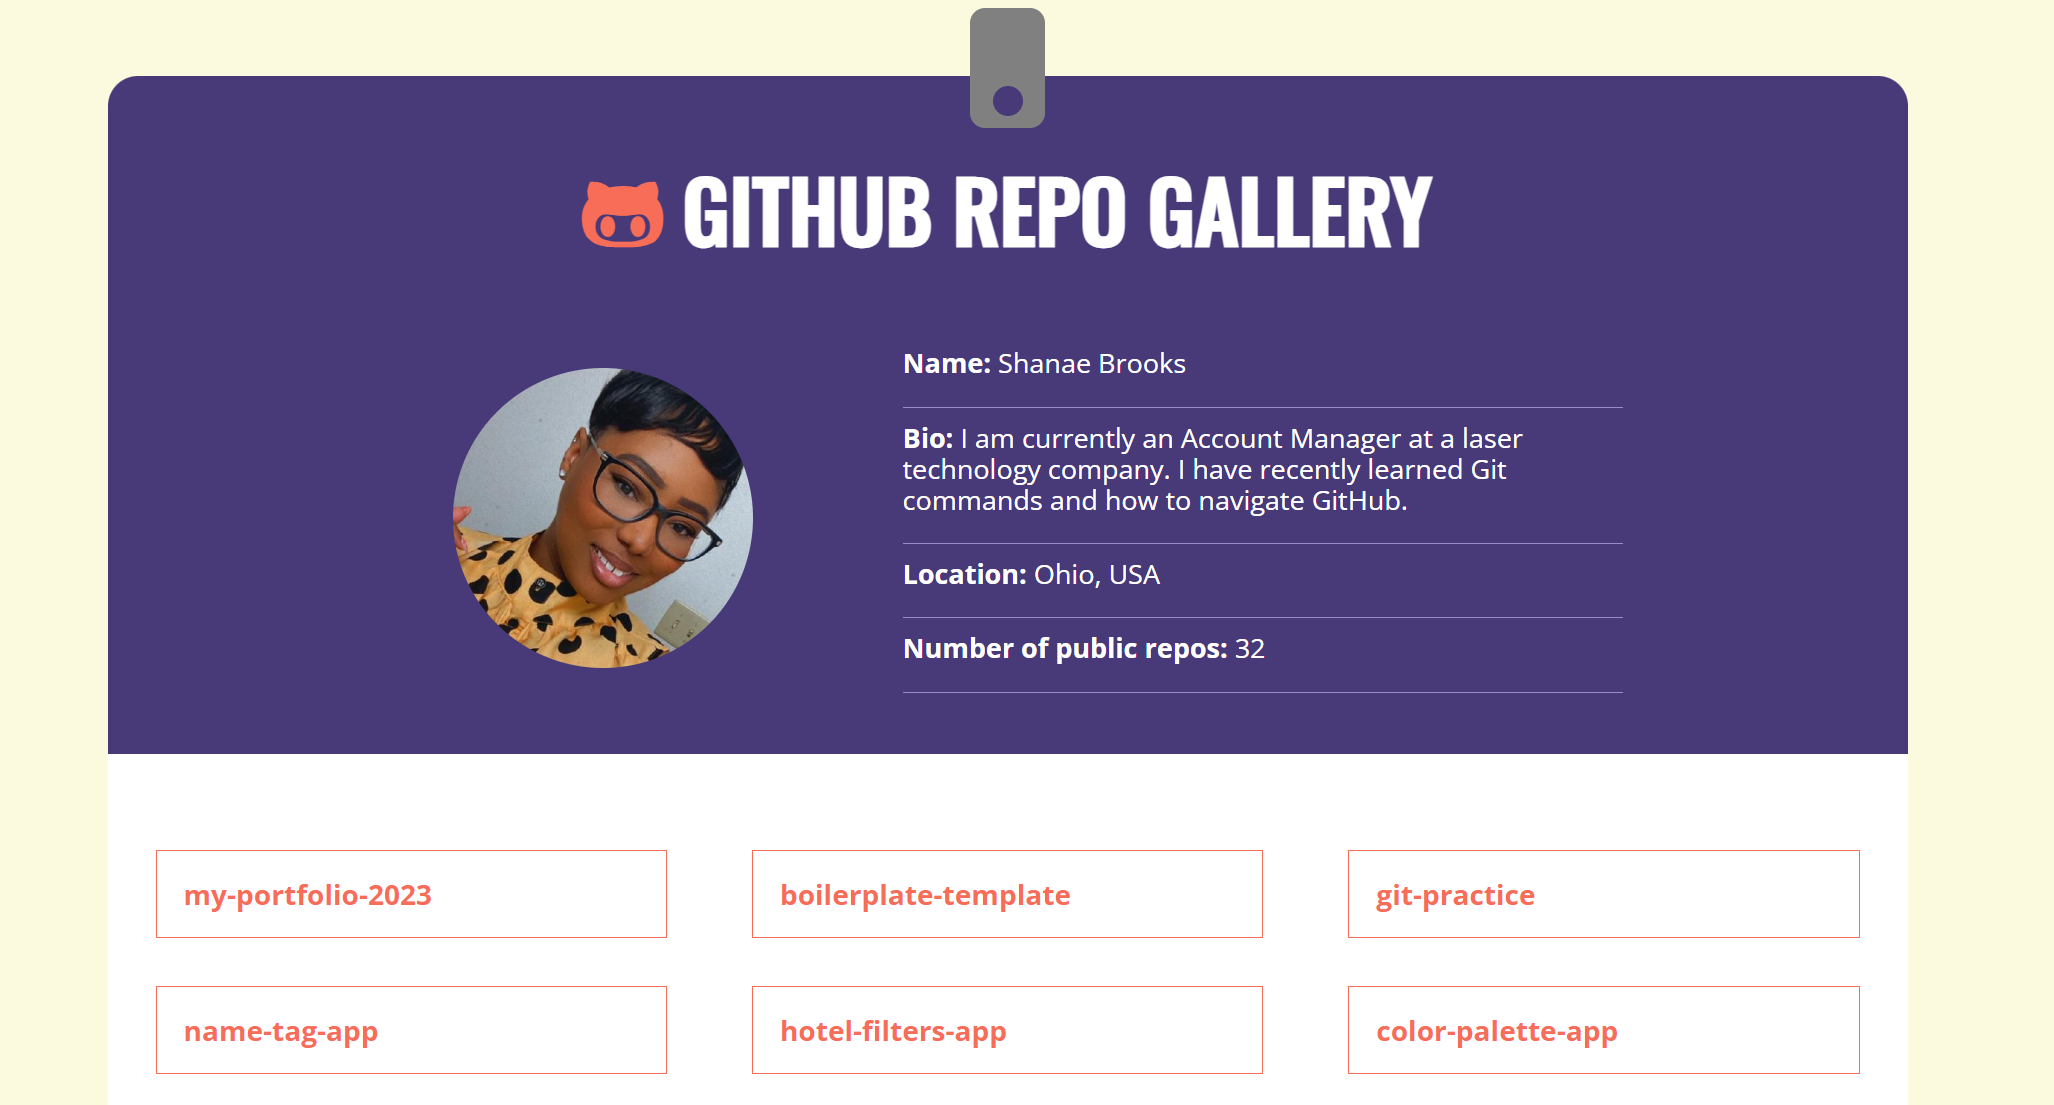 GITHUB REPO GALLERY
Name: Shanae Brooks
Bio: I am currently an Account Manager at a laser
technology company. I have recently learned Git
commands and how to navigate GitHub.
Location: Ohio, USA
Number of public repos: 32
my-portfolio-2023
boilerplate-template
git-practice
name-tag-app
hotel-filters-app
color-palette-app